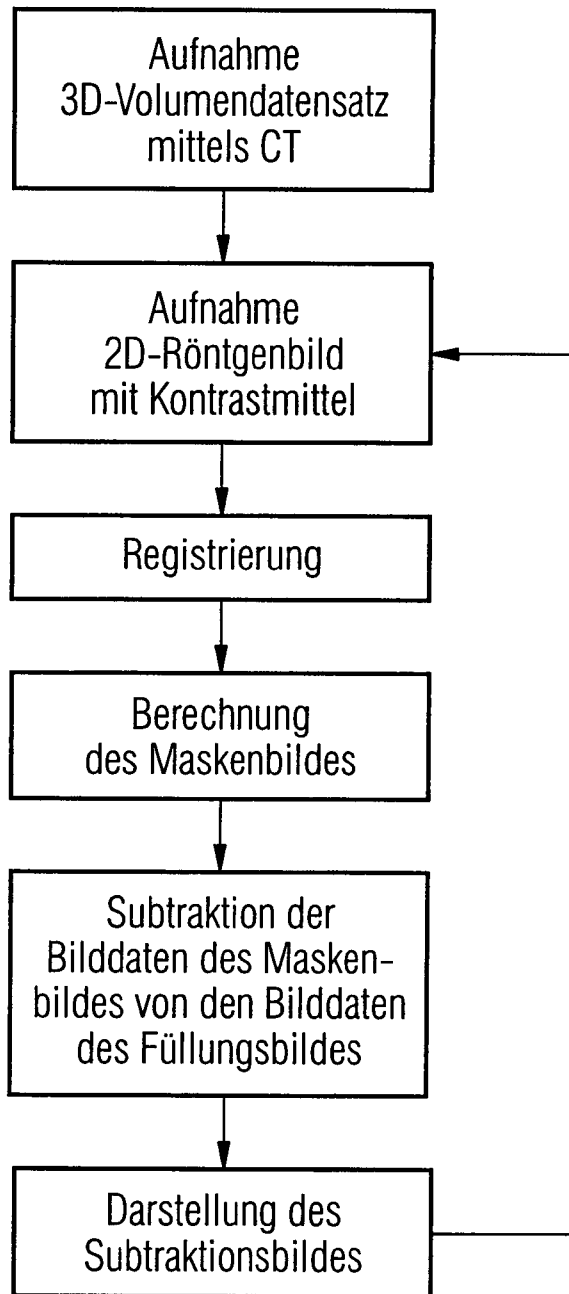 Aufnahme
3D-Volumendatensatz
mittels CT
Aufnahme
2D-Röntgenbild
mit Kontrastmittel
Registrierung
Berechnung
des Maskenbildes
Subtraktion der
Bilddaten des Masken-
bildes von den Bilddaten
des Füllungsbildes
Darstellung des
Subtraktionsbildes